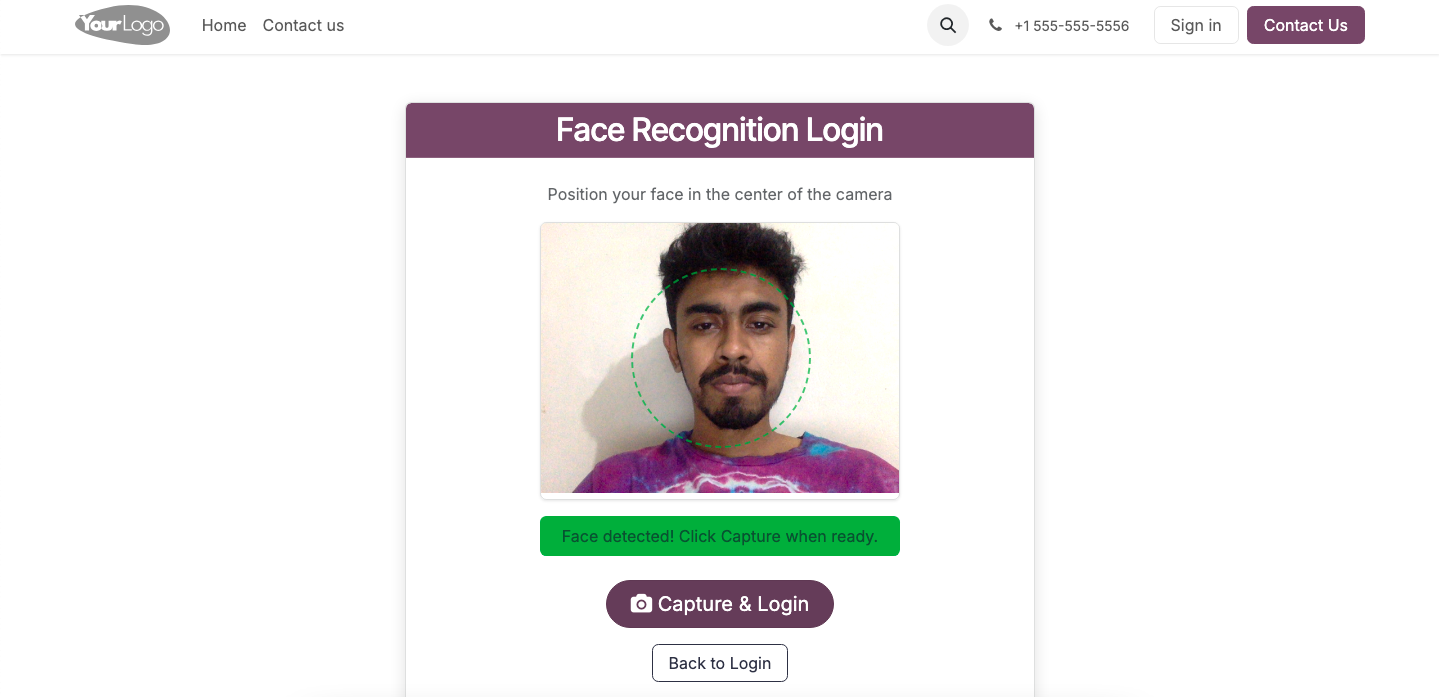 YourLogo
Home
Contact us
+1 555-555-5556
Sign in
Contact Us
Face Recognition Login
Position your face in the center of the camera
Face detected! Click Capture when ready.
Capture & Login
Back to Login